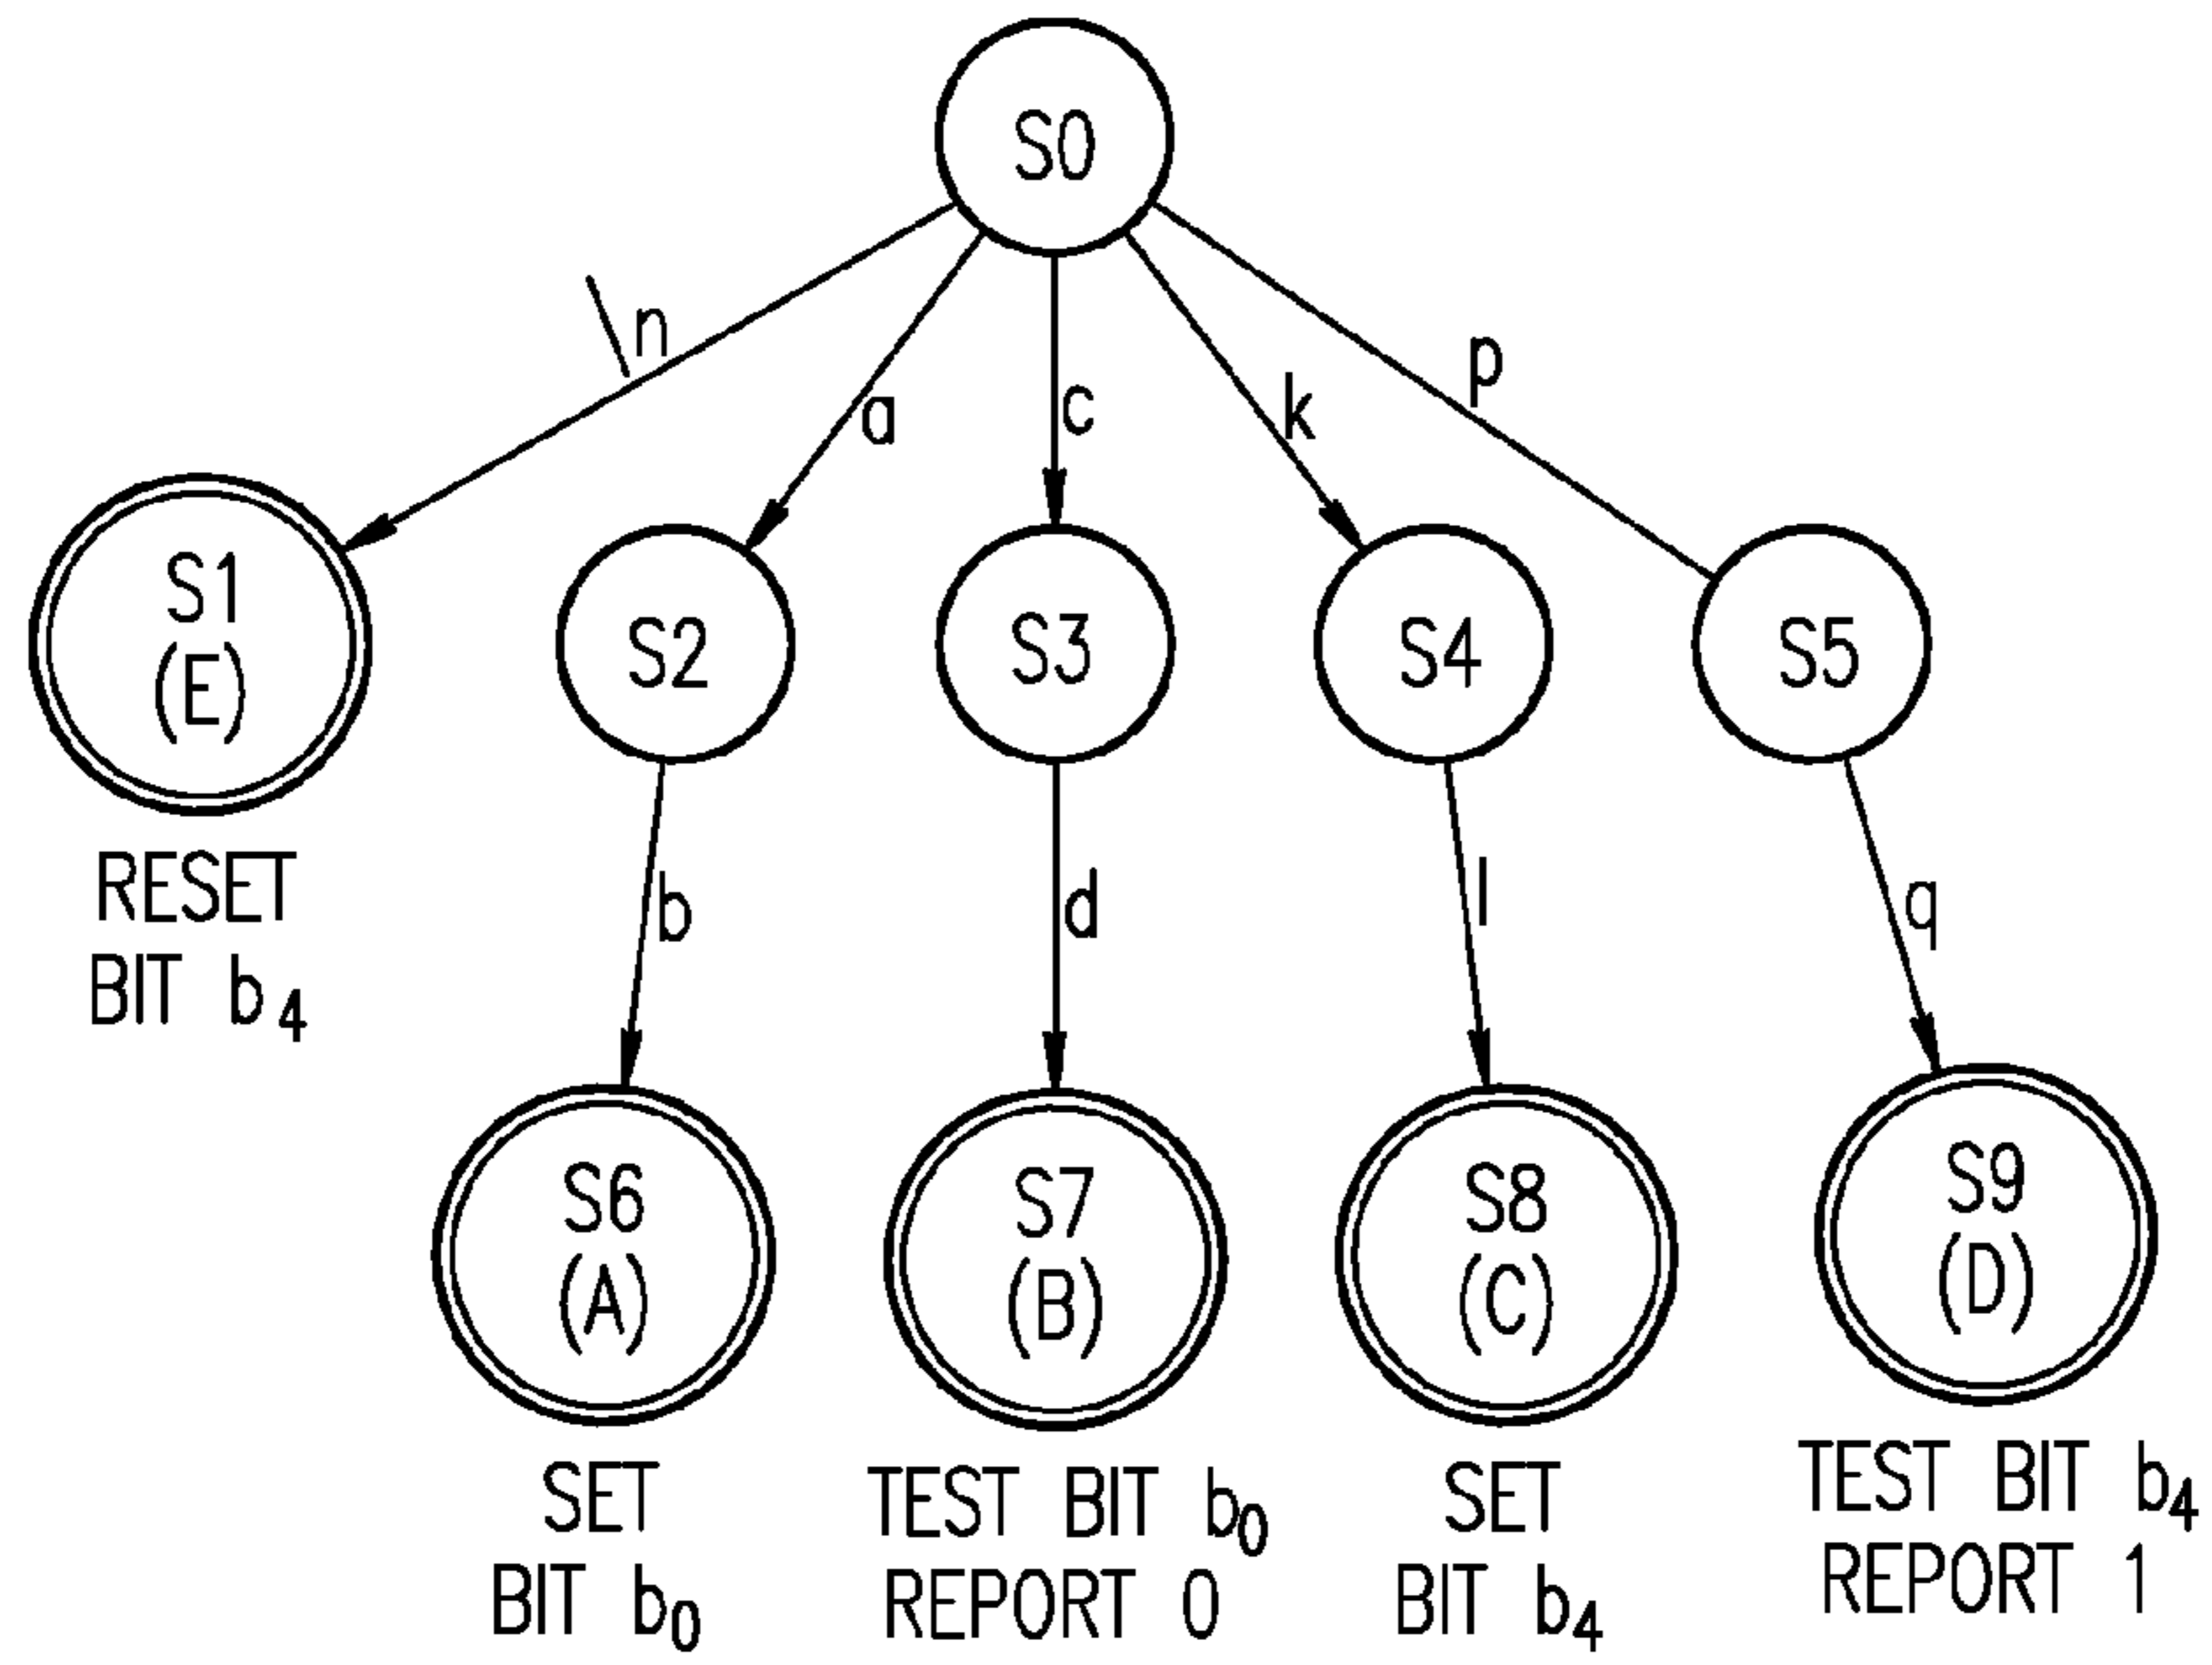 S0
\n
a
c
k
p
S1
(E)
S2
S3
S4
S5
RESET
BIT b4
b
d
l
q
S6
(A)
S7
(B)
S8
(C)
S9
(D)
SET
BIT b0
TEST BIT b0
REPORT 0
SET
BIT b4
TEST BIT b4
REPORT 1